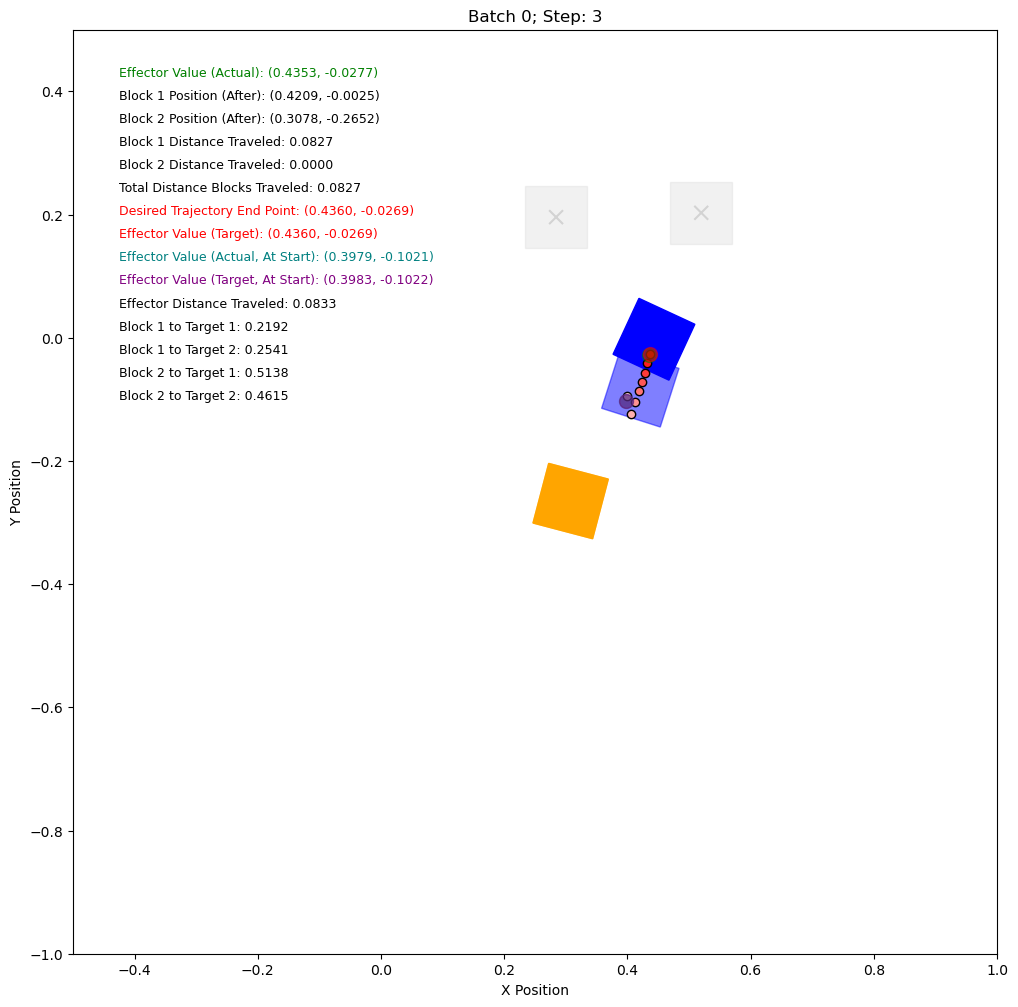 Batch 0; Step: 3
Effector Value (Actual): (0.4353, -0.0277)
Block 1 Position (After): (0.4209, -0.0025)
Block 2 Position (After): (0.3078, -0.2652)
Block 1 Distance Traveled: 0.0827
Block 2 Distance Traveled: 0.0000
Total Distance Blocks Traveled: 0.0827
Desired Trajectory End Point: (0.4360, -0.0269)
Effector Value (Target): (0.4360, -0.0269)
Effector Value (Actual, At Start): (0.3979, -0.1021)
Effector Value (Target, At Start): (0.3983, -0.1022)
Effector Distance Traveled: 0.0833
Block 1 to Target 1: 0.2192
Block 1 to Target 2: 0.2541
Block 2 to Target 1: 0.5138
Block 2 to Target 2: 0.4615
Y Position
0.4
0.2
0.0
−0.2
−0.4
−0.6
−0.8
−1.0
−0.4
−0.2
0.0
0.2
0.4
0.6
0.8
1.0
X Position